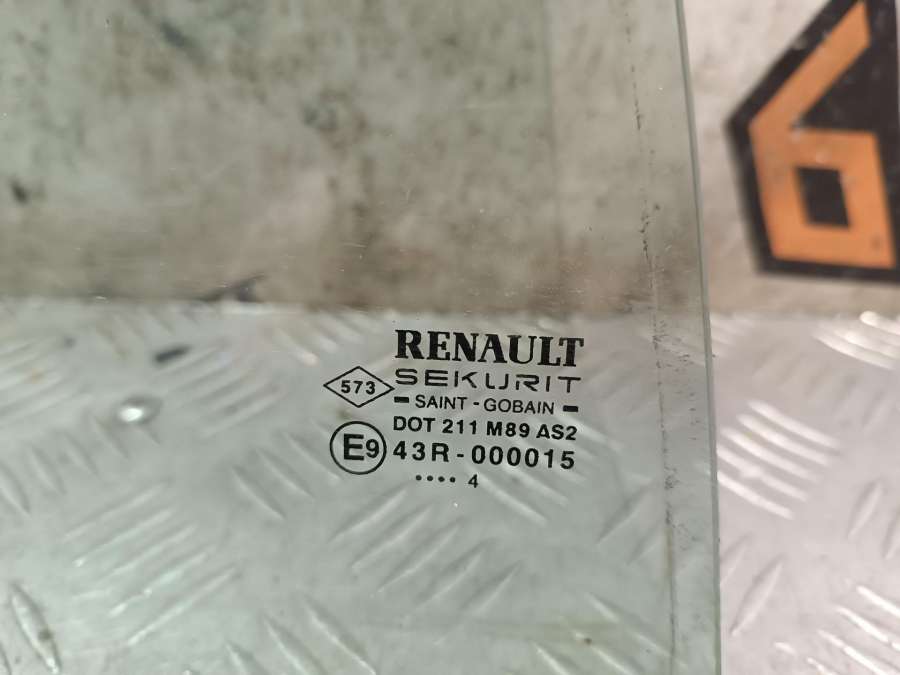 6
RENAULT
573
SEKURIT
- SAINT - GOBAIN -
DOT 211 M89 AS2
E9
43R - 000015
.... 4